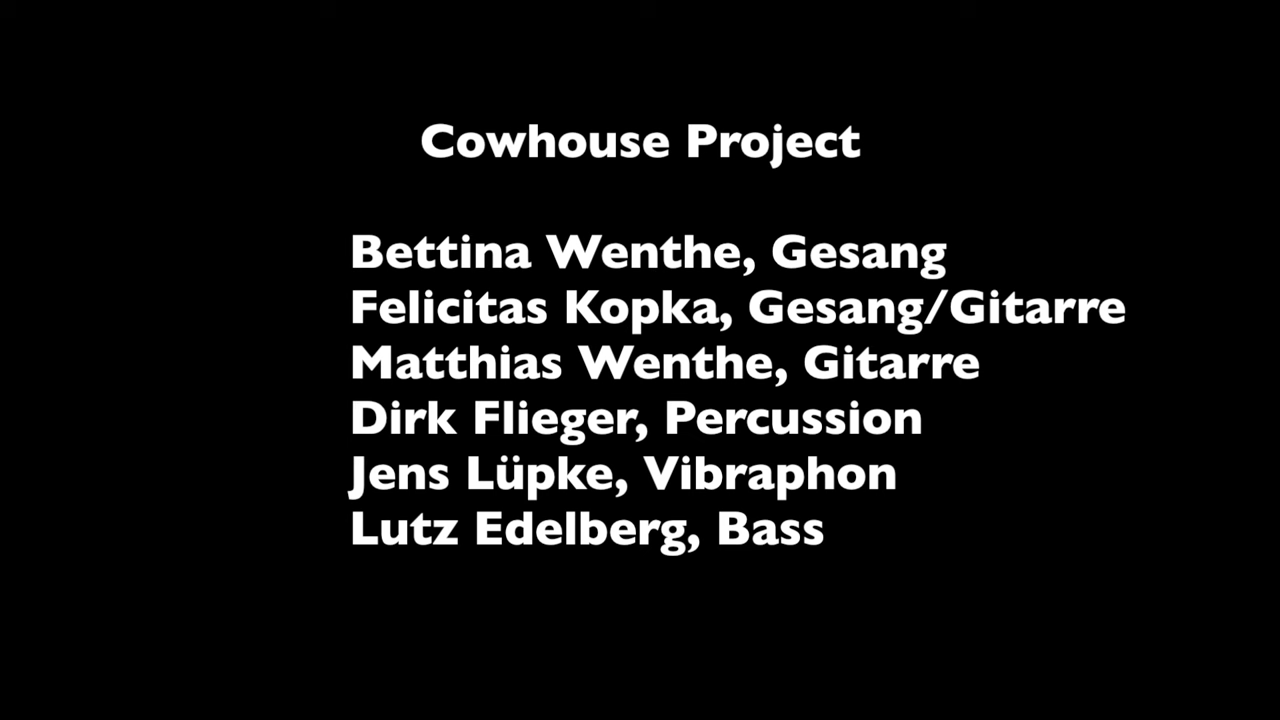 Cowhouse Project
Bettina Wenthe, Gesang
Felicitas Kopka, Gesang/Gitarre
Matthias Wenthe, Gitarre
Dirk Flieger, Percussion
Jens Lüpke, Vibraphon
Lutz Edelberg, Bass